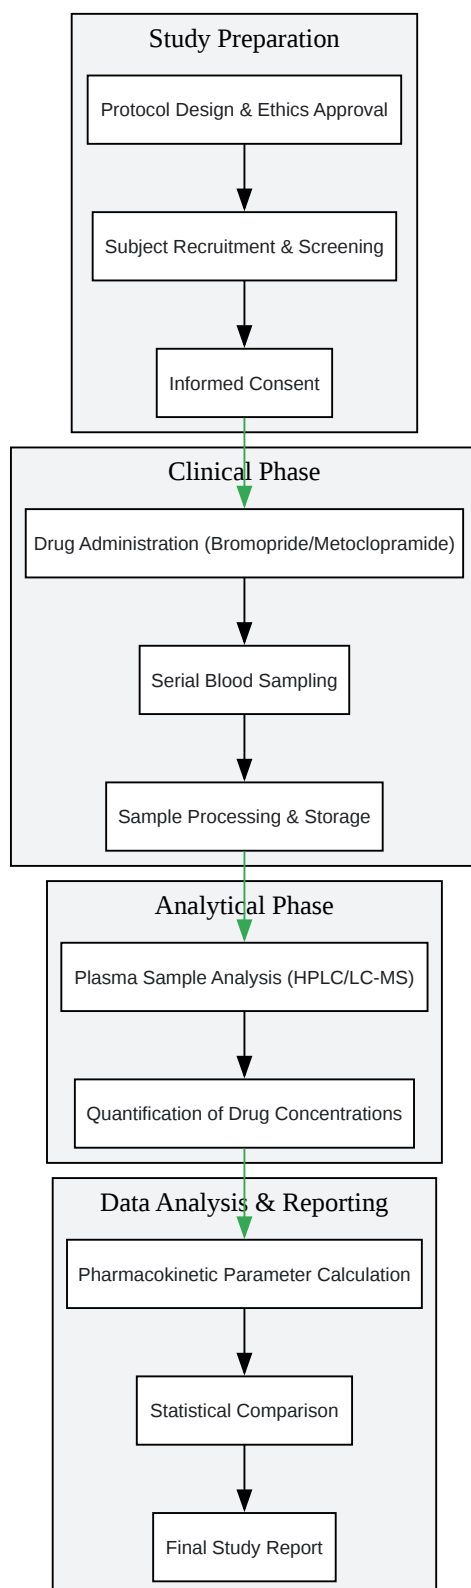 Study Preparation
Protocol Design & Ethics Approval
Subject Recruitment & Screening
Informed Consent
Clinical Phase
Drug Administration (Bromopride/Metoclopramide)
Serial Blood Sampling
Sample Processing & Storage
Analytical Phase
Plasma Sample Analysis (HPLC/LC-MS)
Quantification of Drug Concentrations
Data Analysis & Reporting
Pharmacokinetic Parameter Calculation
Statistical Comparison
Final Study Report